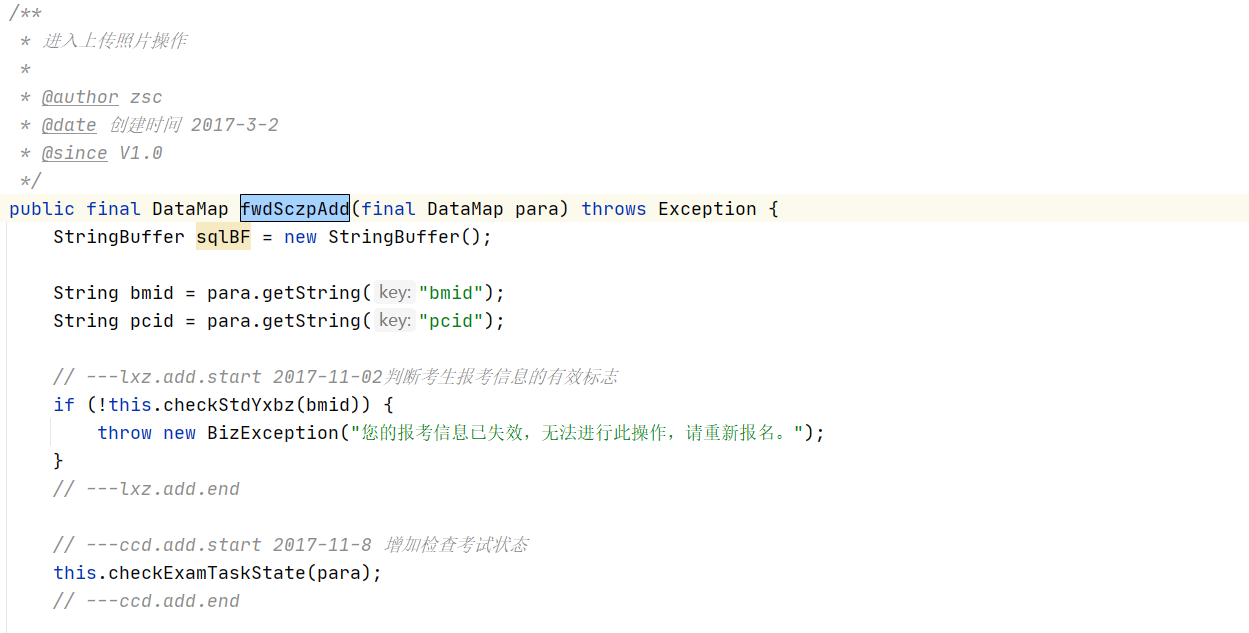 /**
 * 进入上传照片操作
 *
 * @author zsc
 * @date 创建时间 2017-3-2
 * @since V1.0
 */
public final DataMap fwdSczpAdd(final DataMap para) throws Exception {
    StringBuffer sqlBF = new StringBuffer();
    String bmid = para.getString( key: "bmid");
    String pcid = para.getString( key: "pcid");
    // ---lxz.add.start 2017-11-02判断考生报考信息的有效标志
    if (!this.checkStdYxbz(bmid)) {
        throw new BizException("您的报考信息已失效，无法进行此操作，请重新报名。");
    }
    // ---lxz.add.end
    // ---ccd.add.start 2017-11-8 增加检查考试状态
    this.checkExamTaskState(para);
    // ---ccd.add.end